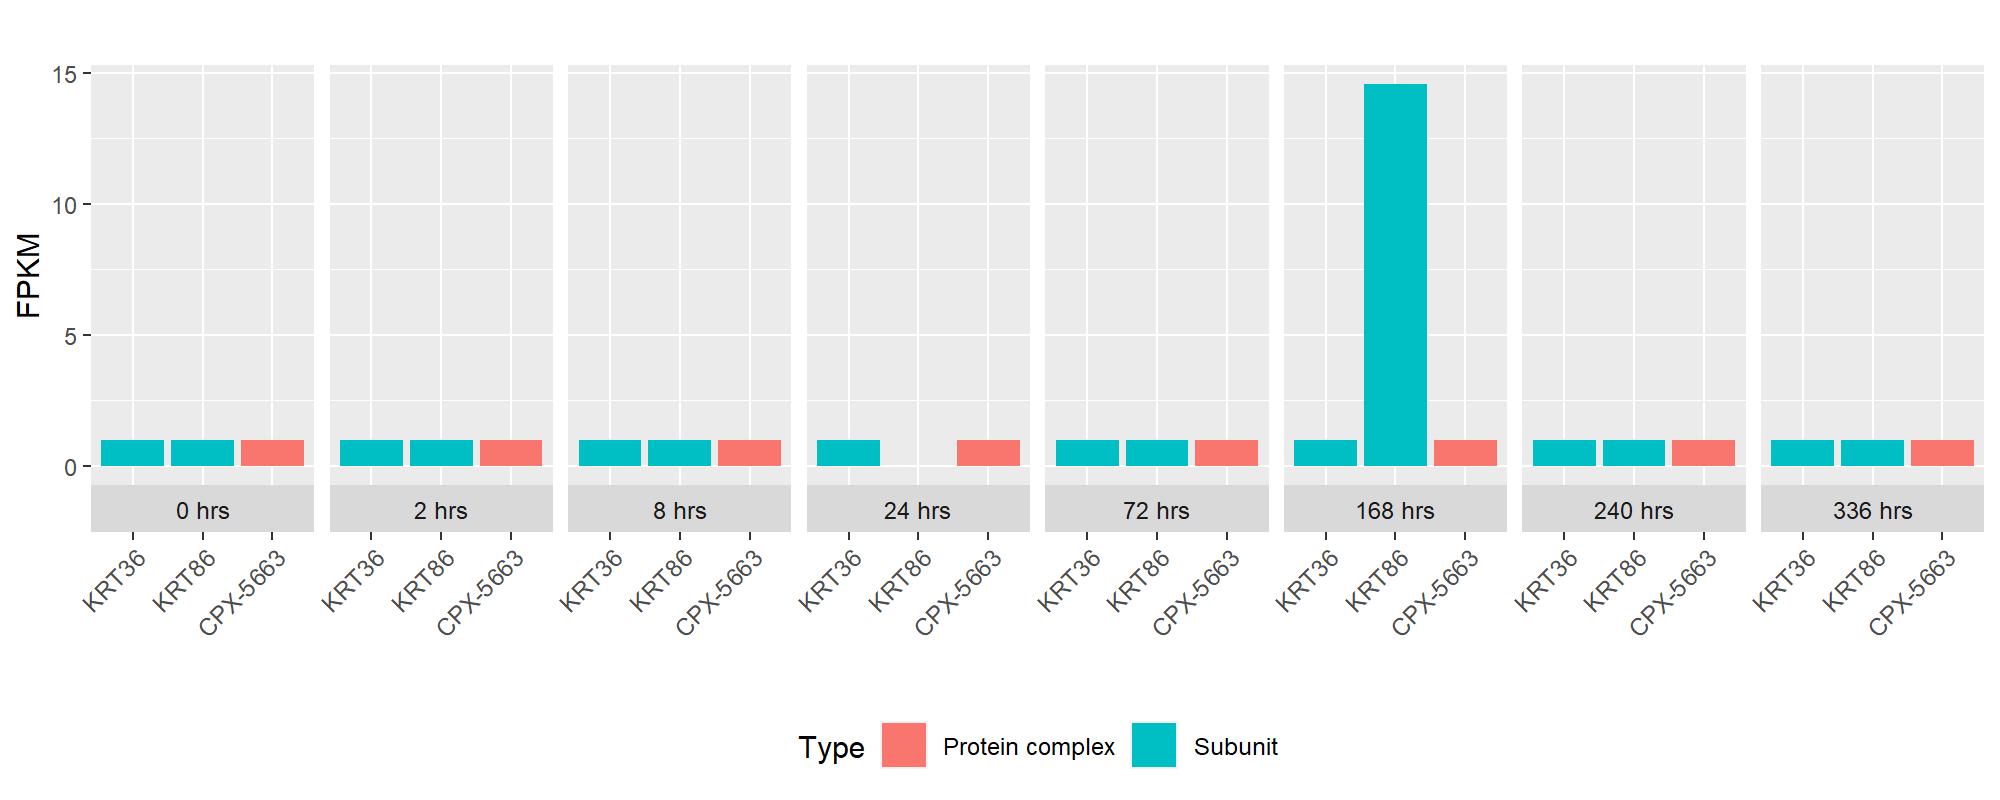 15
10
5
0
FPKM
0 hrs 2 hrs 8 hrs 24 hrs 72 hrs 168 hrs 240 hrs 336 hrs
KRT36 KRT86 CPX-5663 KRT36 KRT86 CPX-5663 KRT36 KRT86 CPX-5663 KRT36 KRT86 CPX-5663 KRT36 KRT86 CPX-5663 KRT36 KRT86 CPX-5663 KRT36 KRT86 CPX-5663 KRT36 KRT86 CPX-5663
Type Protein complex Subunit